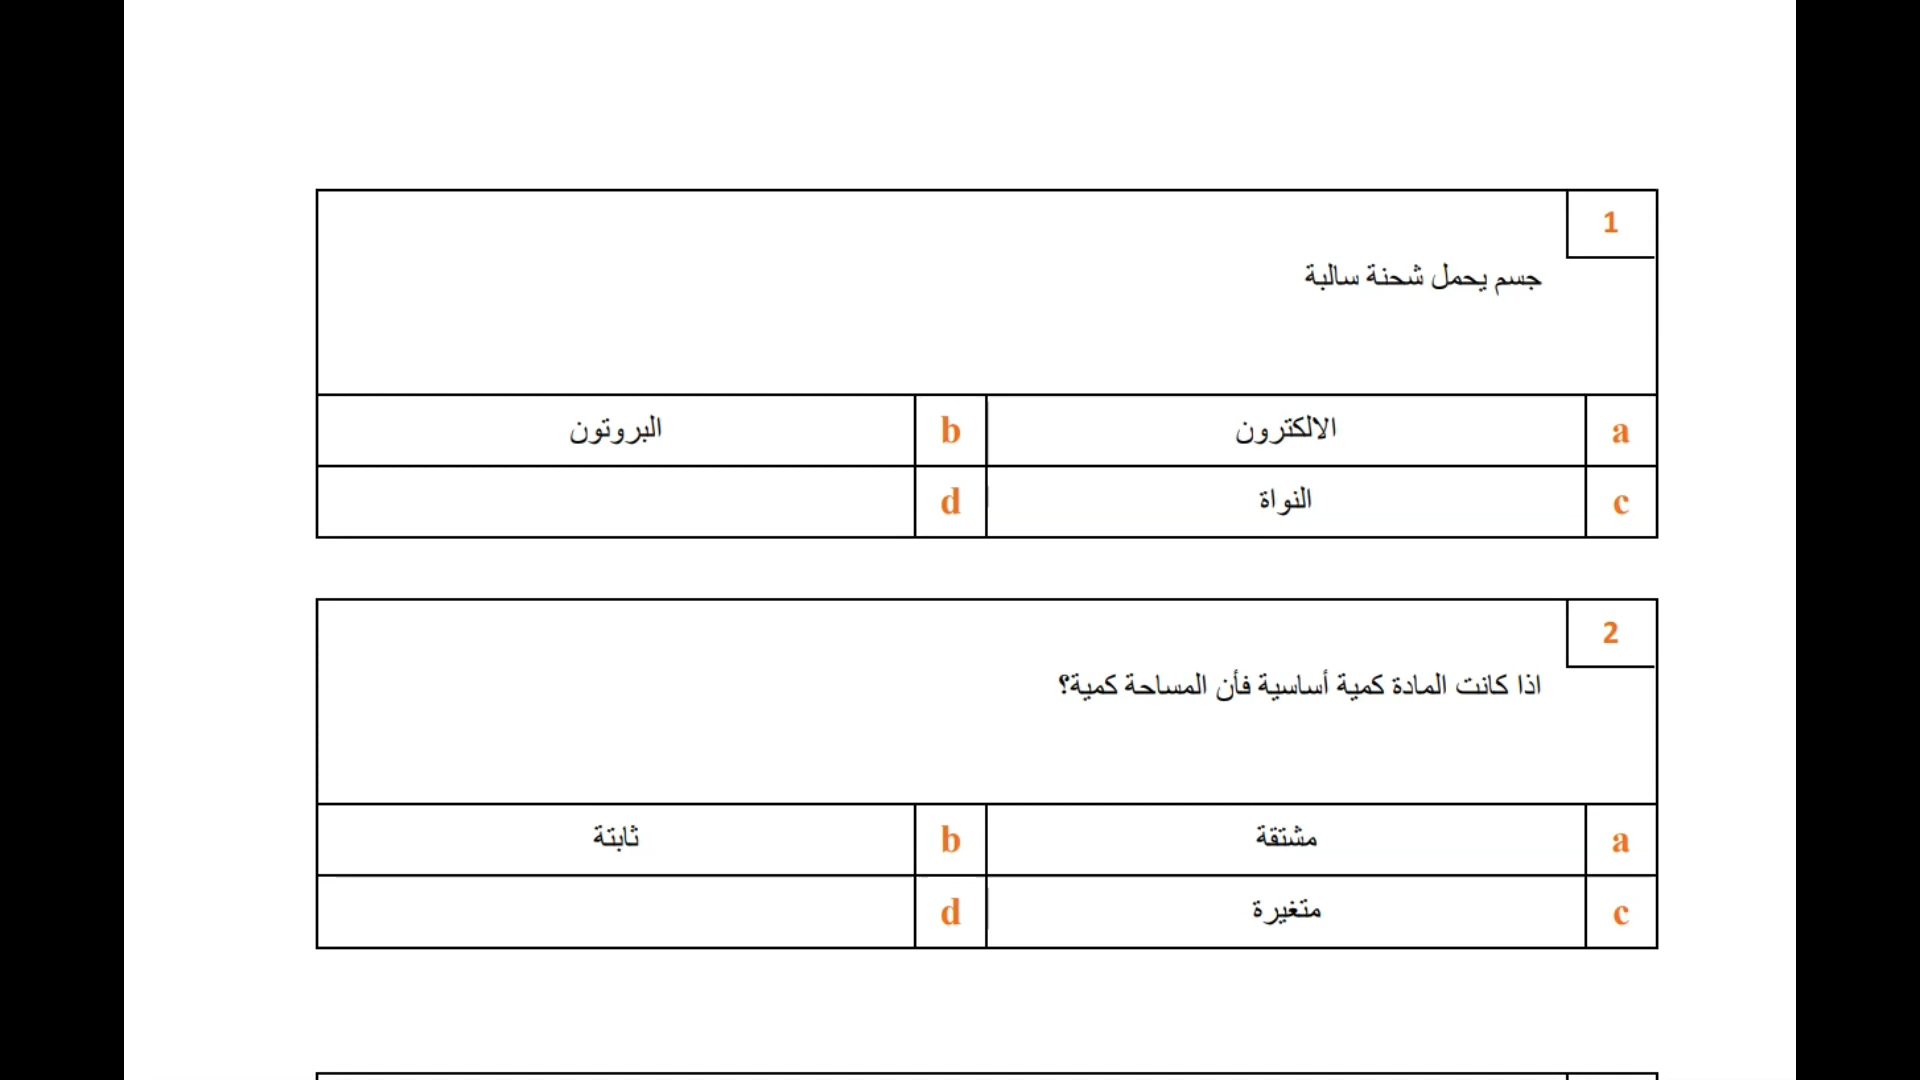 1
جسم يحمل شحنة سالبة
a الالكترون b البروتون
c النواة d
2
اذا كانت المادة كمية أساسية فأن المساحة كمية؟
a مشتقة b ثابتة
c متغيرة d